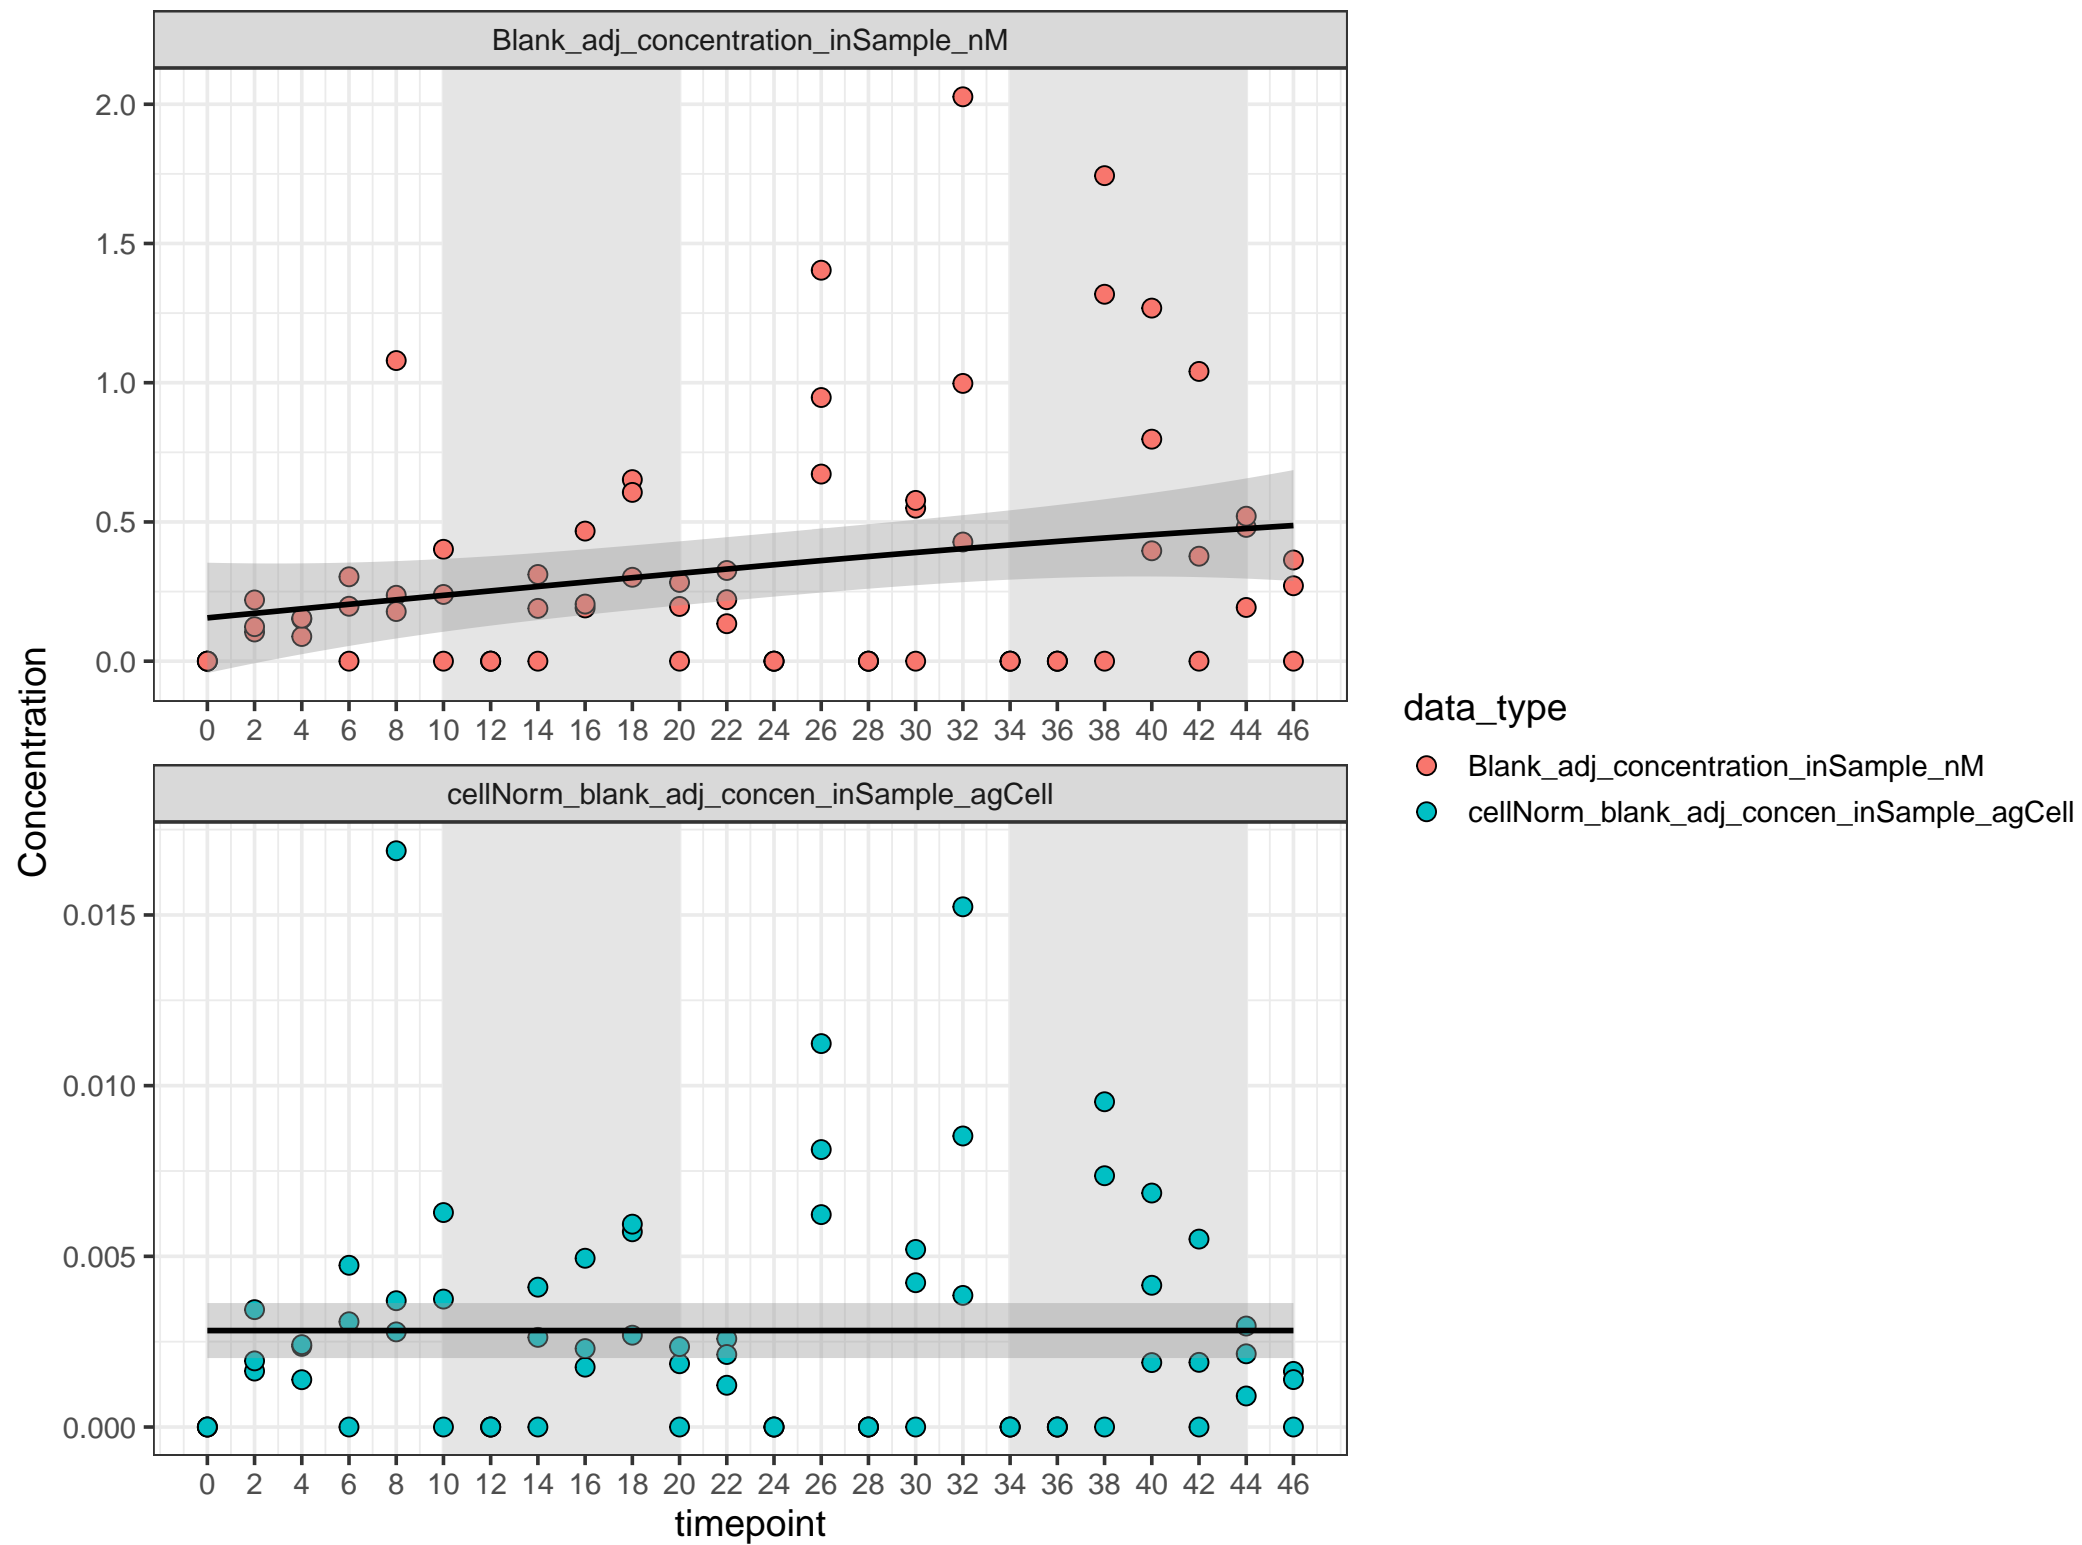 Blank_adj_concentration_inSample_nM
2.0
1.5
1.0
0.5
0.0
0 2 4 6 8 10 12 14 16 18 20 22 24 26 28 30 32 34 36 38 40 42 44 46
Concentration
cellNorm_blank_adj_concen_inSample_agCell
0.015
0.010
0.005
0.000
0 2 4 6 8 10 12 14 16 18 20 22 24 26 28 30 32 34 36 38 40 42 44 46
timepoint
data_type
Blank_adj_concentration_inSample_nM
cellNorm_blank_adj_concen_inSample_agCell